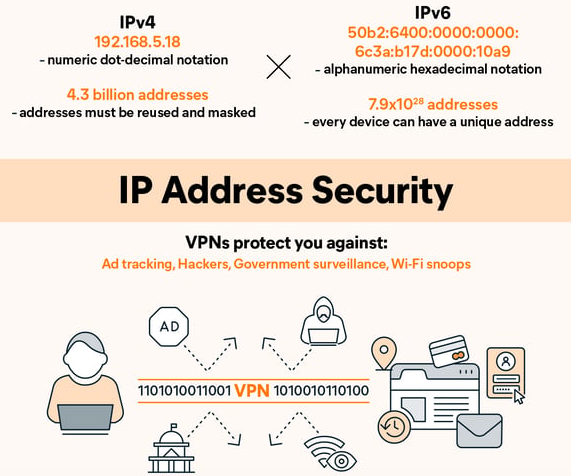 IPv4
192.168.5.18
- numeric dot-decimal notation
4.3 billion addresses
- addresses must be reused and masked
IPv6
50b2:6400:0000:0000:
6c3a:b17d:0000:10a9
- alphanumeric hexadecimal notation
7.9x10²⁸ addresses
- every device can have a unique address
IP Address Security
VPNs protect you against:
Ad tracking, Hackers, Government surveillance, Wi-Fi snoops
AD
1101010011001 VPN 1010010110100